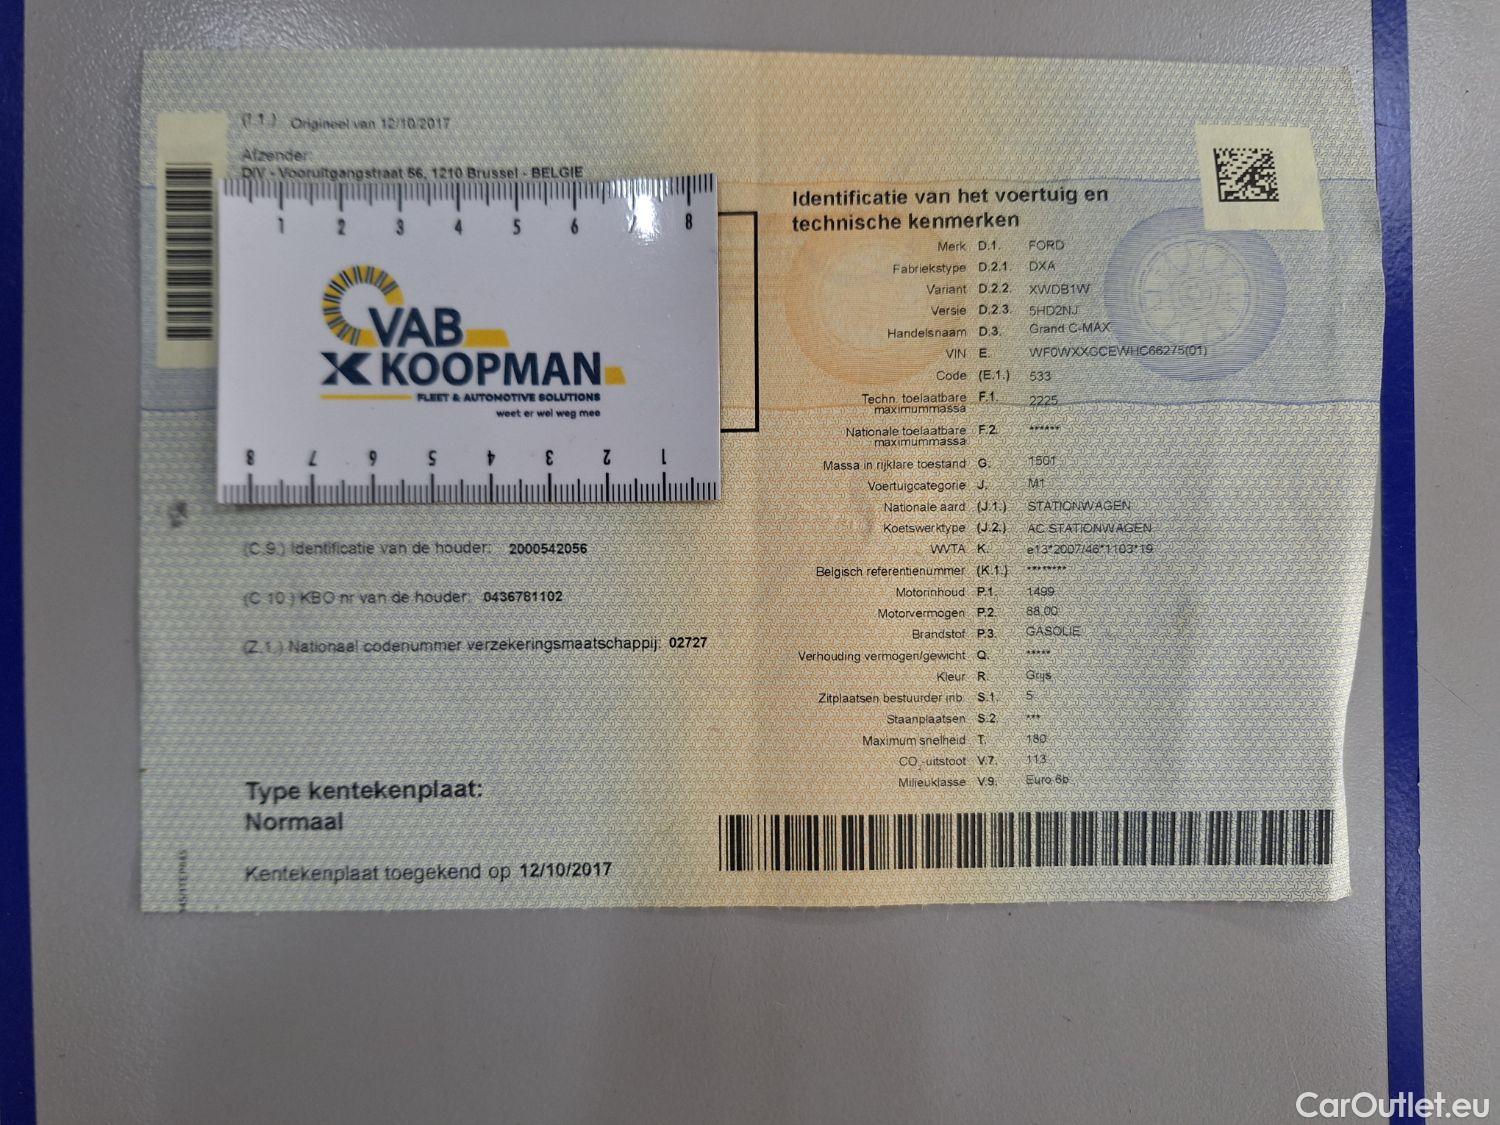 (I.1.) Origineel van 12/10/2017
Afzender:
DIV - Vooruitgangstraat 56, 1210 Brussel - BELGIE
1 2 3 4 5 6 7 8
VAB
KOOPMAN
FLEET & AUTOMOTIVE SOLUTIONS
weet er wel weg mee
8 7 6 5 4 3 2 1
(C.9.) Identificatie van de houder: 2000542056
(C.10.) KBO nr van de houder: 0436781102
(Z.1.) Nationaal codenummer verzekeringsmaatschappij: 02727
Type kentekenplaat:
Normaal
Kentekenplaat toegekend op 12/10/2017
Identificatie van het voertuig en
technische kenmerken
Merk D.1. FORD
Fabriekstype D.2.1. DXA
Variant D.2.2. XWDB1W
Versie D.2.3. 5HD2NJ
Handelsnaam D.3. Grand C-MAX
VIN E. WF0WXXGCEWHC66275(01)
Code (E.1.) 533
Techn. toelaatbare
maximummassa F.1. 2225
Nationale toelaatbare
maximummassa F.2. ******
Massa in rijklare toestand G. 1501
Voertuigcategorie J. M1
Nationale aard (J.1.) STATIONWAGEN
Koetswerktype (J.2.) AC STATIONWAGEN
WVTA K. e13*2007/46*1103*19
Belgisch referentienummer (K.1.) ********
Motorinhoud P.1. 1499
Motorvermogen P.2. 88,00
Brandstof P.3. GASOLIE
Verhouding vermogen/gewicht Q. *****
Kleur R. Grijs
Zitplaatsen bestuurder inb. S.1. 5
Staanplaatsen S.2. ***
Maximum snelheid T. 180
CO₂-uitstoot V.7. 113
Milieuklasse V.9. Euro 6b
CarOutlet.eu